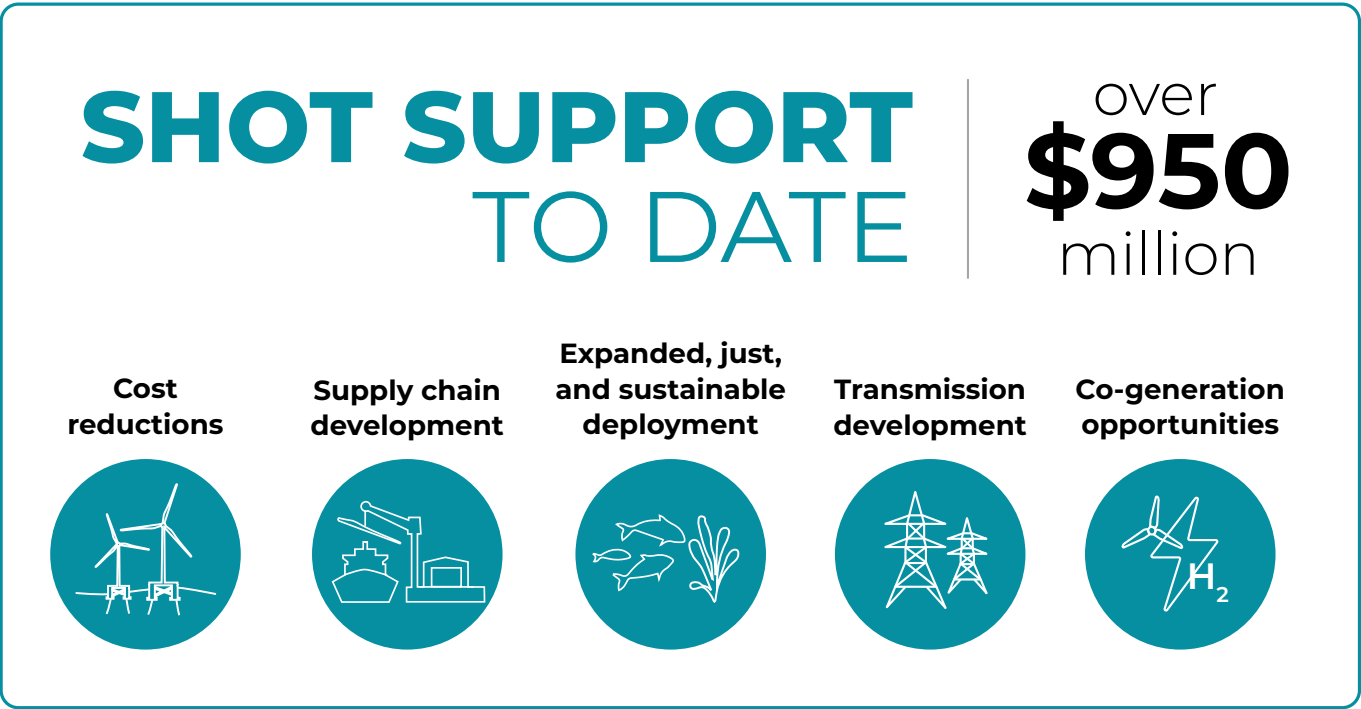 SHOT SUPPORT
TO DATE
over
$950
million
Cost
reductions
Supply chain
development
Expanded, just,
and sustainable
deployment
Transmission
development
Co-generation
opportunities
H₂